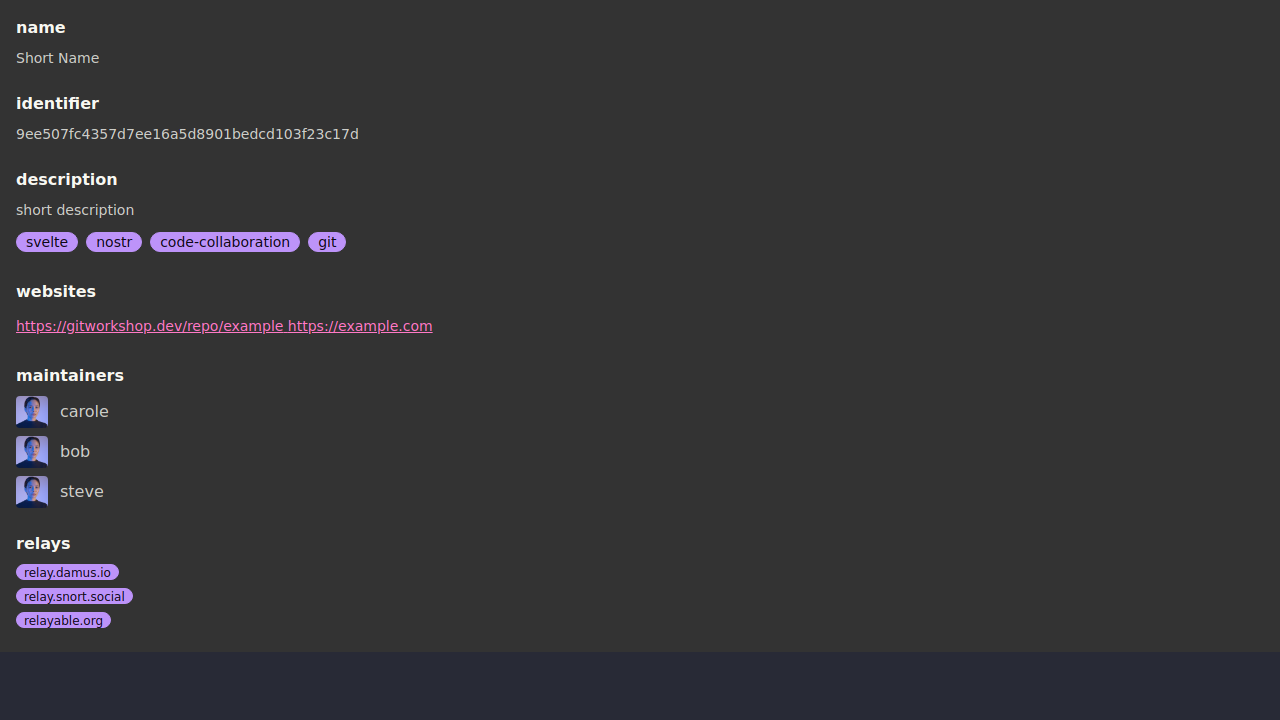 name
Short Name
identifier
9ee507fc4357d7ee16a5d8901bedcd103f23c17d
description
short description
svelte nostr code-collaboration git
websites
https://gitworkshop.dev/repo/example https://example.com
maintainers
carole
bob
steve
relays
relay.damus.io
relay.snort.social
relayable.org